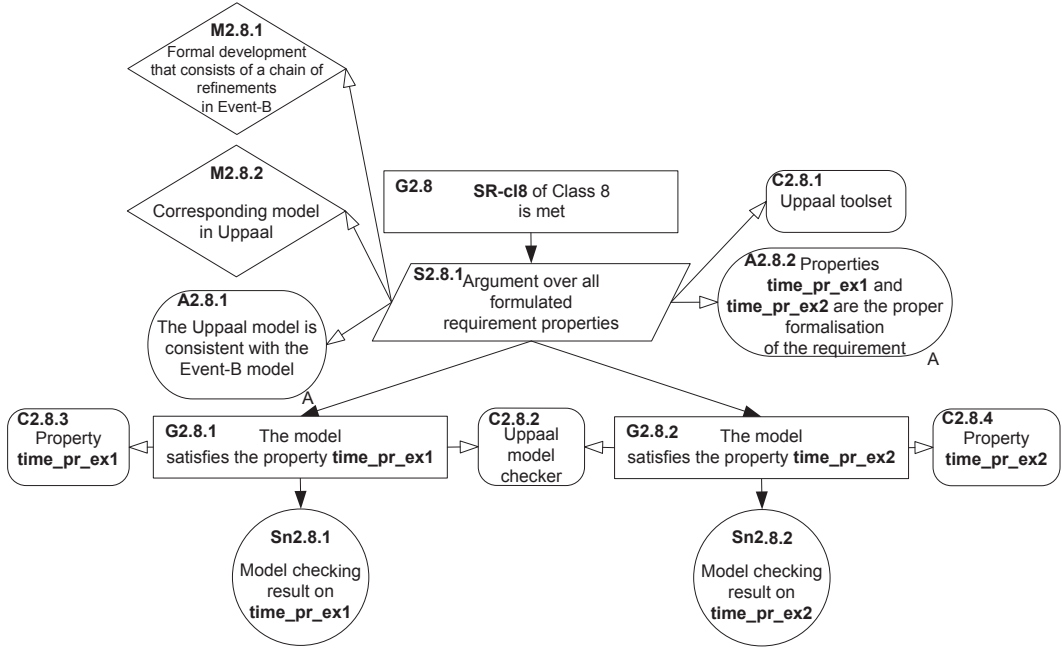 M2.8.1
Formal development
that consists of a chain of
refinements
in Event-B
M2.8.2
Corresponding model
in Uppaal
G2.8
SR-cl8 of Class 8
is met
C2.8.1
Uppaal toolset
S2.8.1 Argument over all
formulated
requirement properties
A2.8.2 Properties
time_pr_ex1 and
time_pr_ex2 are the proper
formalisation
of the requirement
A
A2.8.1
The Uppaal model is
consistent with the
Event-B model
A
C2.8.3
Property
time_pr_ex1
G2.8.1 The model
satisfies the property time_pr_ex1
C2.8.2
Uppaal
model
checker
G2.8.2 The model
satisfies the property time_pr_ex2
C2.8.4
Property
time_pr_ex2
Sn2.8.1
Model checking
result on
time_pr_ex1
Sn2.8.2
Model checking
result on
time_pr_ex2